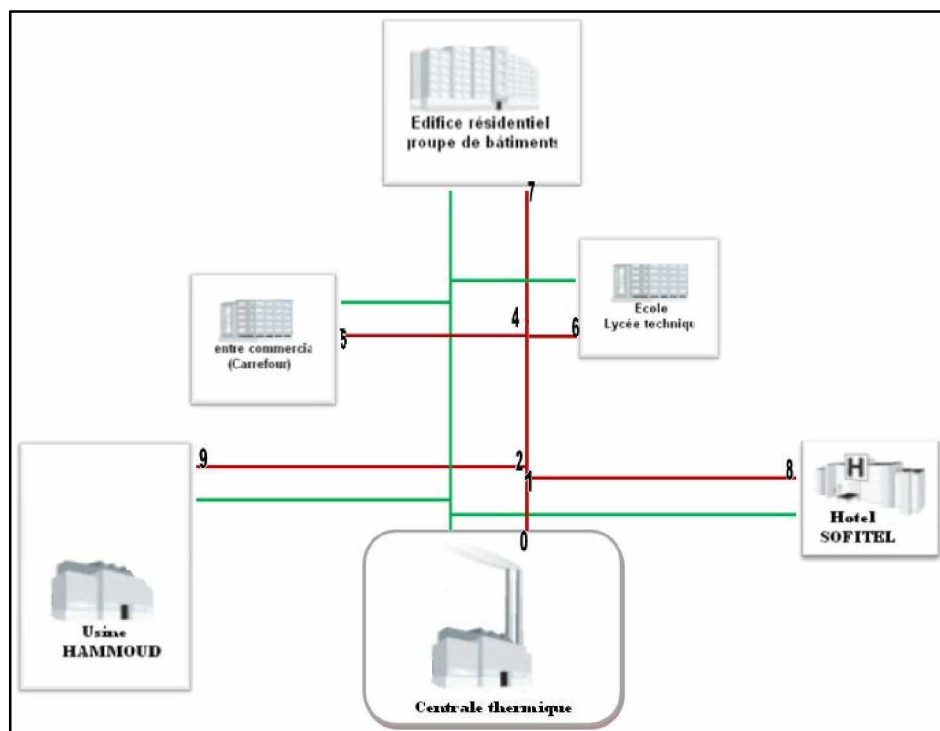 Edifice résidentiel
roupe de bâtiments
7
Ecole
Lycée techniqu
4
6
5
entre commercia
(Carrefour)
9
2
1
8
Hotel
SOFITEL
0
Usine
HAMMOUD
Centrale thermique